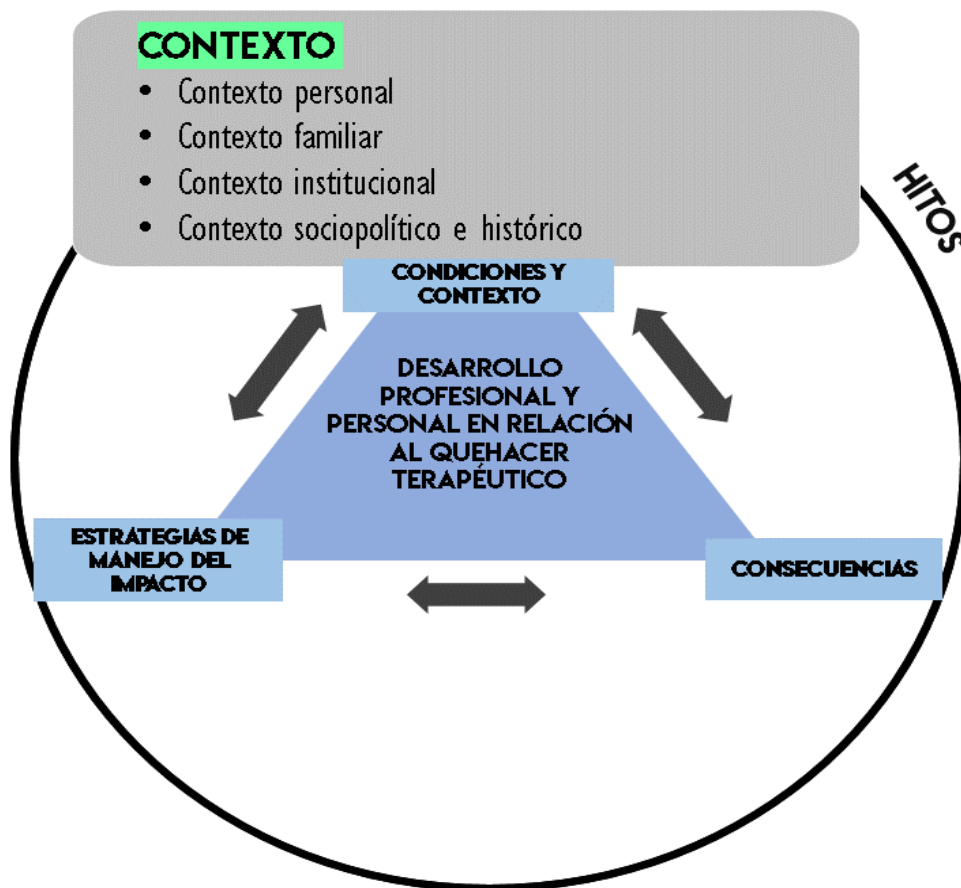 CONTEXTO
• Contexto personal
• Contexto familiar
• Contexto institucional
• Contexto sociopolítico e histórico
HITOS
CONDICIONES Y
CONTEXTO
DESARROLLO
PROFESIONAL Y
PERSONAL EN RELACIÓN
AL QUEHACER
TERAPÉUTICO
ESTRATEGIAS DE
MANEJO DEL
IMPACTO
CONSECUENCIAS